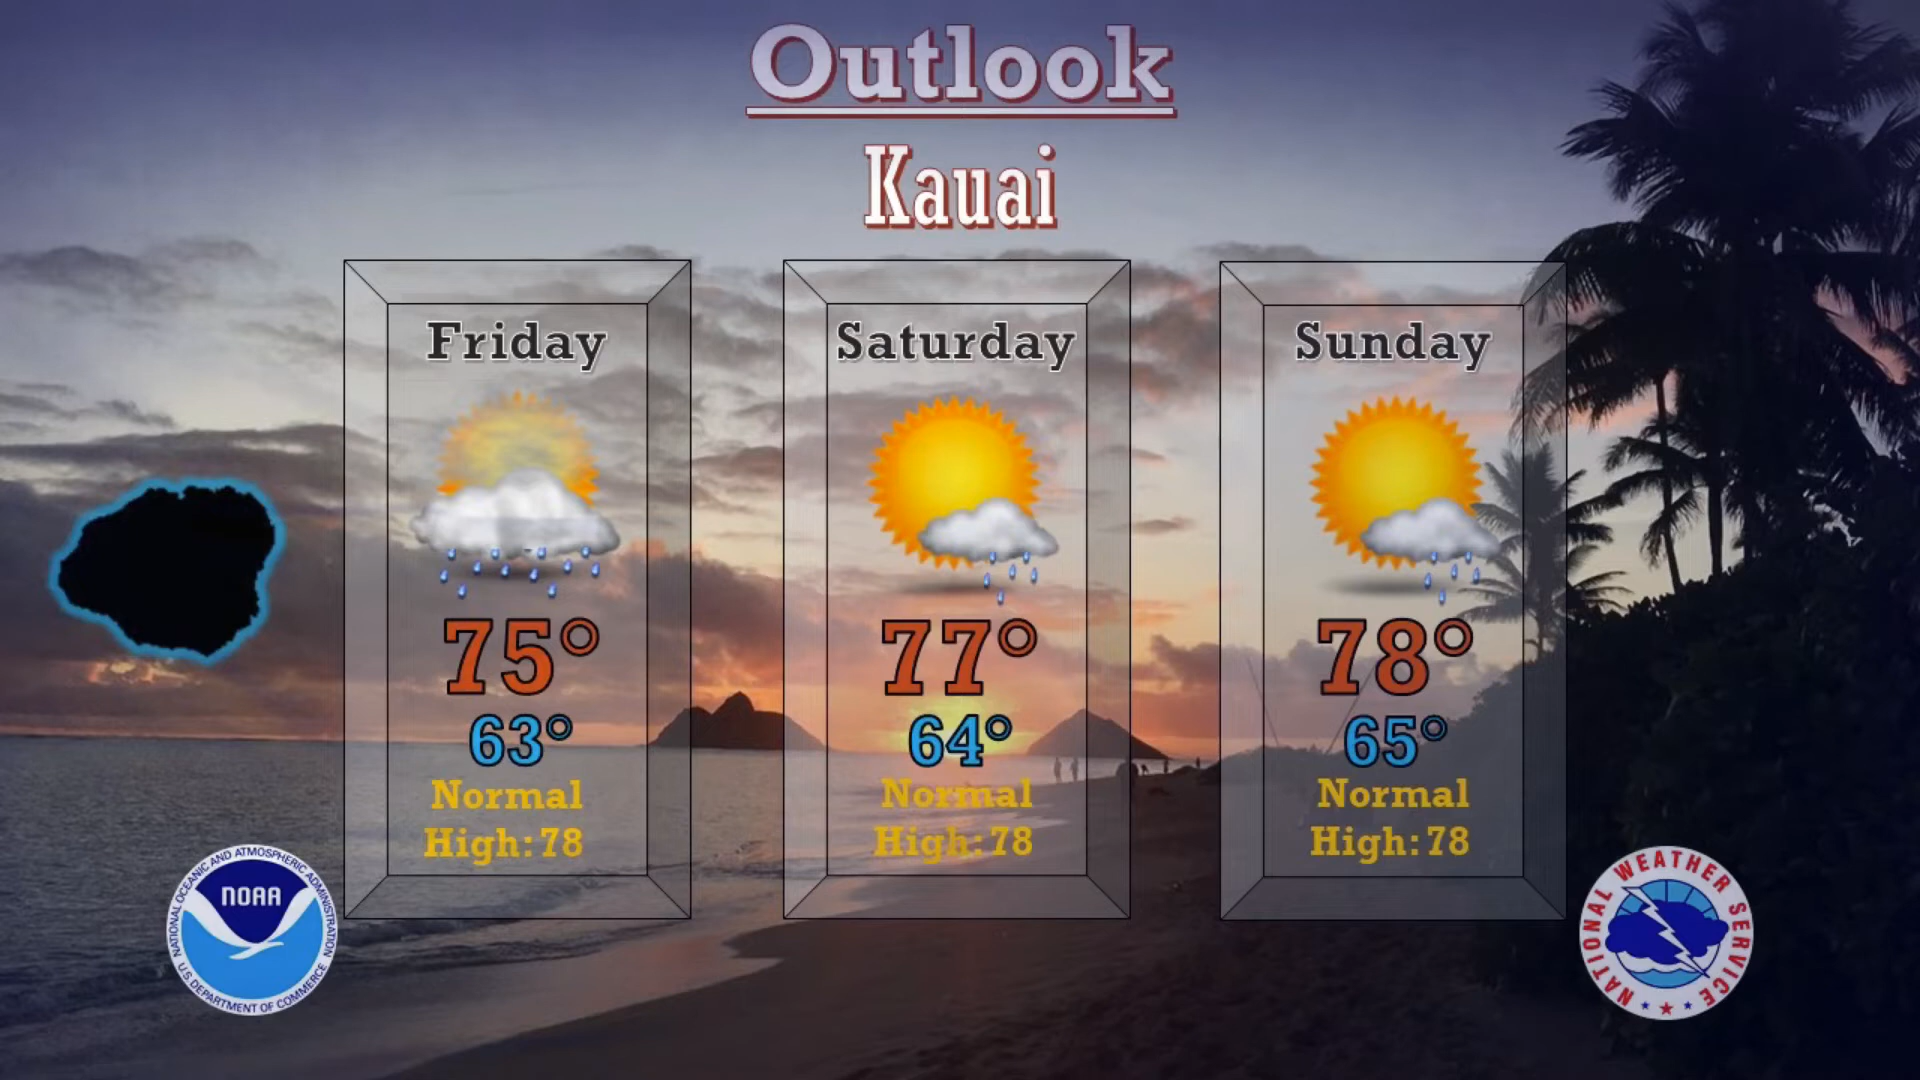 Outlook
Kauai
Friday
75°
63°
Normal
High: 78
Saturday
77°
64°
Normal
High: 78
Sunday
78°
65°
Normal
High: 78
NATIONAL OCEANIC AND ATMOSPHERIC ADMINISTRATION
NOAA
U.S. DEPARTMENT OF COMMERCE
NATIONAL WEATHER SERVICE